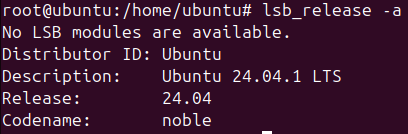 root@ubuntu:/home/ubuntu# lsb_release -a
No LSB modules are available.
Distributor ID: Ubuntu
Description:    Ubuntu 24.04.1 LTS
Release:        24.04
Codename:       noble